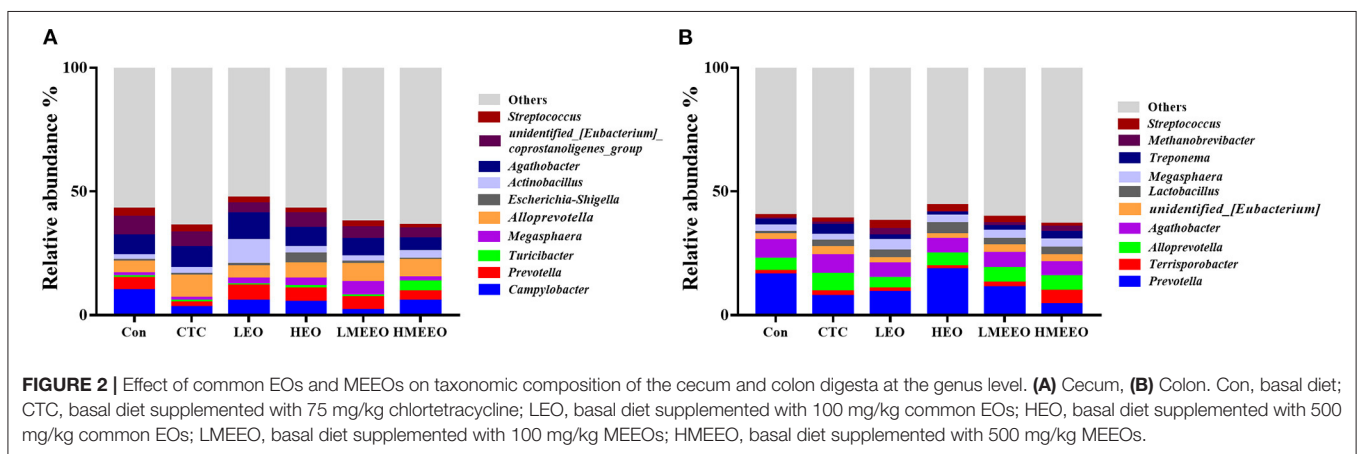 A
Relative abundance %
100
50
0
Con CTC LEO HEO LMEEO HMEEO
Others
Streptococcus
unidentified_[Eubacterium]_
coprostanoligenes_group
Agathobacter
Actinobacillus
Escherichia-Shigella
Alloprevotella
Megasphaera
Turicibacter
Prevotella
Campylobacter
B
Relative abundance %
100
50
0
Con CTC LEO HEO LMEEO HMEEO
Others
Streptococcus
Methanobrevibacter
Treponema
Megasphaera
Lactobacillus
unidentified_[Eubacterium]
Agathobacter
Alloprevotella
Terrisporobacter
Prevotella
FIGURE 2 | Effect of common EOs and MEEOs on taxonomic composition of the cecum and colon digesta at the genus level. (A) Cecum, (B) Colon. Con, basal diet;
CTC, basal diet supplemented with 75 mg/kg chlortetracycline; LEO, basal diet supplemented with 100 mg/kg common EOs; HEO, basal diet supplemented with 500
mg/kg common EOs; LMEEO, basal diet supplemented with 100 mg/kg MEEOs; HMEEO, basal diet supplemented with 500 mg/kg MEEOs.